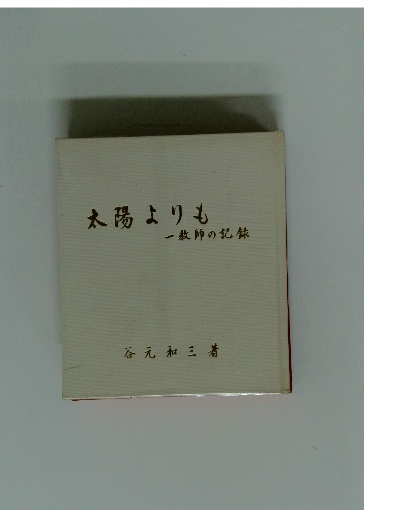 太陽よりも
一教師の記録
谷元和三著